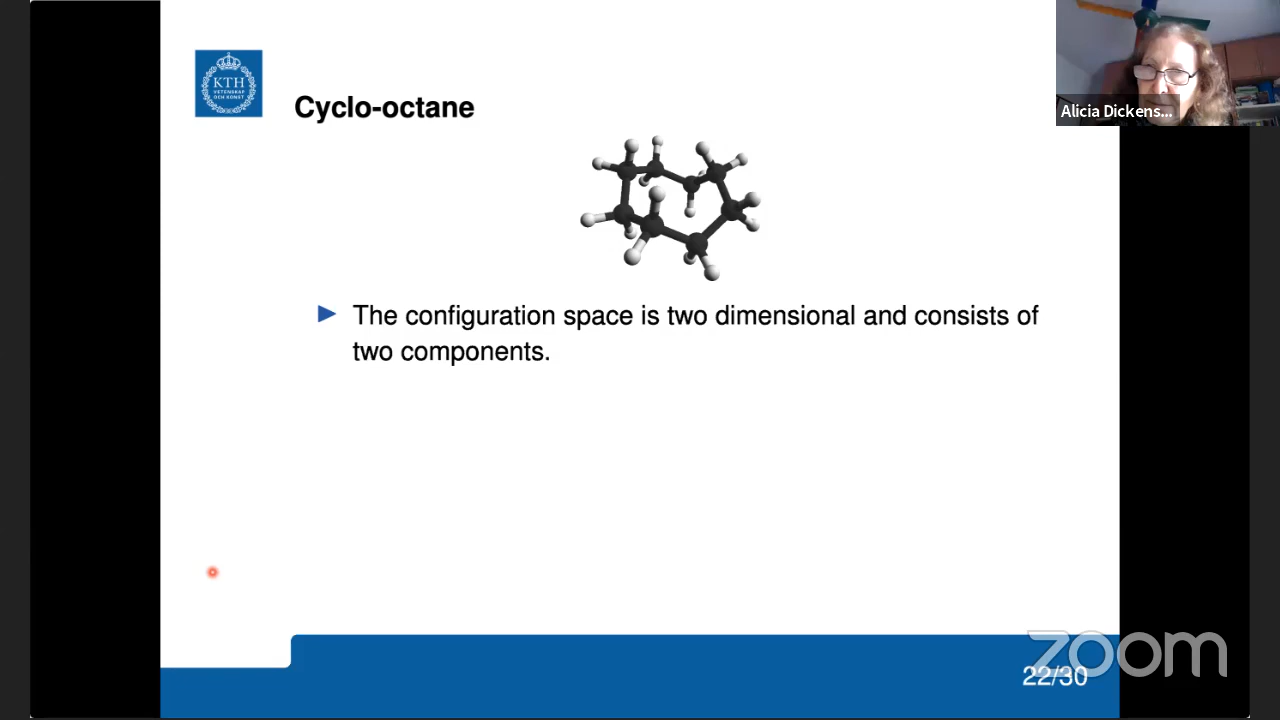 KTH
VETENSKAP
OCH KONST
Cyclo-octane
Alicia Dickens...
The configuration space is two dimensional and consists of
two components.
zoom
22/30